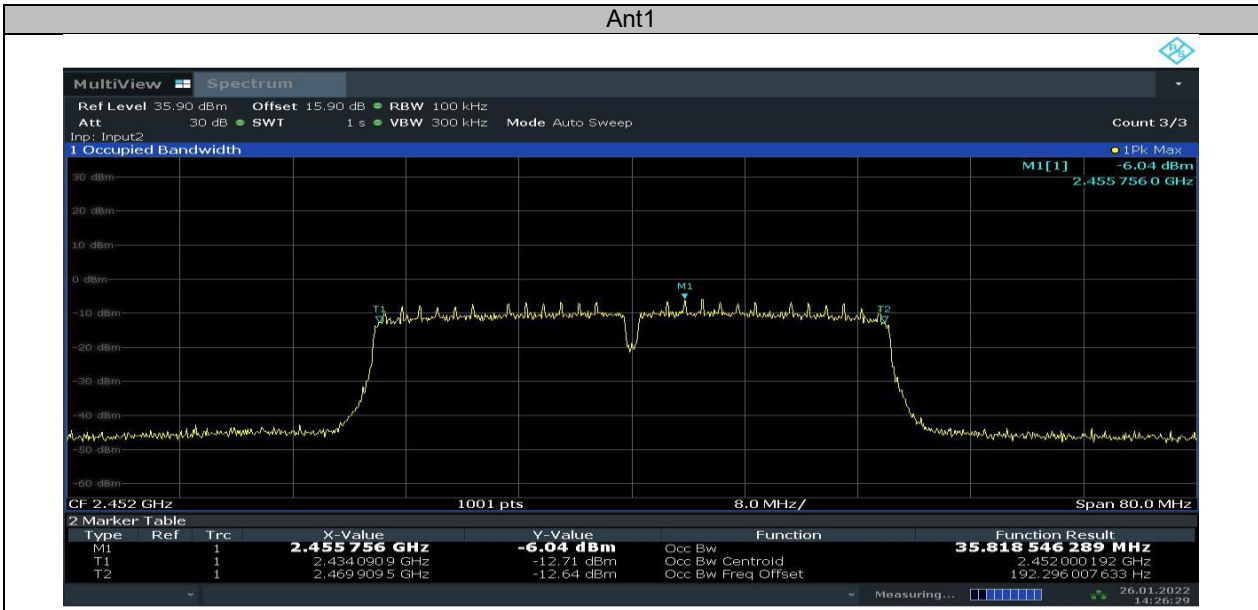 Ant1
R&S
MultiView Spectrum
Ref Level 35.90 dBm Offset 15.90 dB RBW 100 kHz
Att 30 dB SWT 1 s VBW 300 kHz Mode Auto Sweep Count 3/3
Inp: Input2
1 Occupied Bandwidth 1Pk Max
M1[1] -6.04 dBm
2.455 756 0 GHz
30 dBm
20 dBm
10 dBm
0 dBm
M1
T1 T2
-10 dBm
-20 dBm
-30 dBm
-40 dBm
-50 dBm
-60 dBm
CF 2.452 GHz 1001 pts 8.0 MHz/ Span 80.0 MHz
2 Marker Table
Type Ref Trc X-Value Y-Value Function Function Result
M1 1 2.455 756 GHz -6.04 dBm Occ Bw 35.818 546 289 MHz
T1 1 2.434 090 9 GHz -12.71 dBm Occ Bw Centroid 2.452 000 192 GHz
T2 1 2.469 909 5 GHz -12.64 dBm Occ Bw Freq Offset 192.296 007 633 Hz
Measuring... 26.01.2022
14:26:29